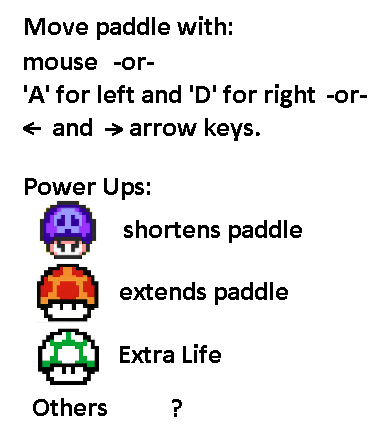 Move paddle with:
mouse -or-
'A' for left and 'D' for right -or-
← and → arrow keys.
Power Ups:
shortens paddle
extends paddle
Extra Life
Others ?